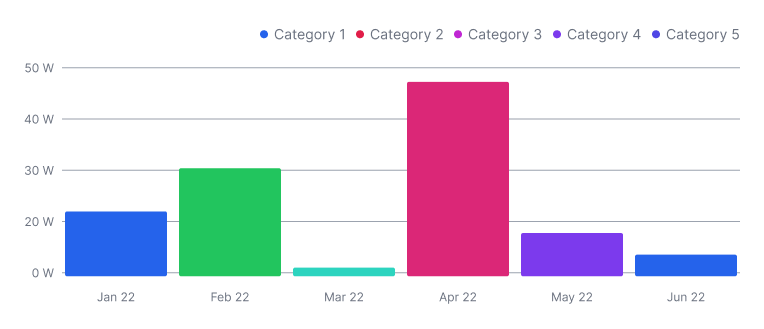 Category 1 Category 2 Category 3 Category 4 Category 5
50 W
40 W
30 W
20 W
0 W
Jan 22 Feb 22 Mar 22 Apr 22 May 22 Jun 22